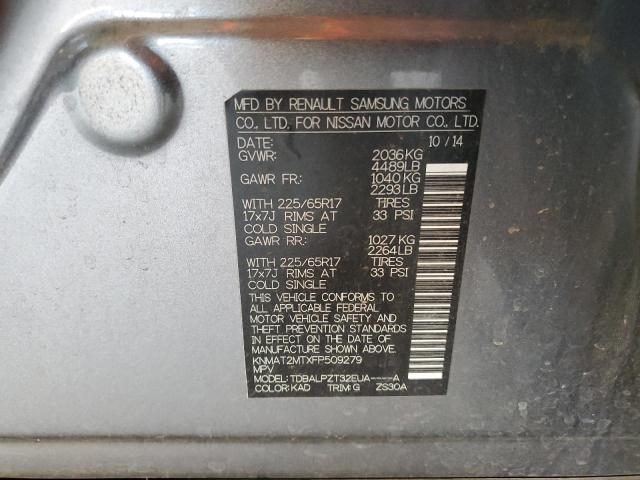 MFD BY RENAULT SAMSUNG MOTORS
CO., LTD. FOR NISSAN MOTOR CO., LTD.
DATE: 10 / 14
GVWR: 2036 KG
4489LB
GAWR FR: 1040 KG
2293 LB
WITH 225/65R17 TIRES
17x7J RIMS AT 33 PSI
COLD SINGLE
GAWR RR: 1027 KG
2264 LB
WITH 225/65R17 TIRES
17x7J RIMS AT 33 PSI
COLD SINGLE
THIS VEHICLE CONFORMS TO
ALL APPLICABLE FEDERAL
MOTOR VEHICLE SAFETY AND
THEFT PREVENTION STANDARDS
IN EFFECT ON THE DATE OF
MANUFACTURE SHOWN ABOVE.
KNMAT2MTXFP509279
MPV
MODEL: TDBALPZT32EUA----A
COLOR: KAD TRIM: G ZS30A